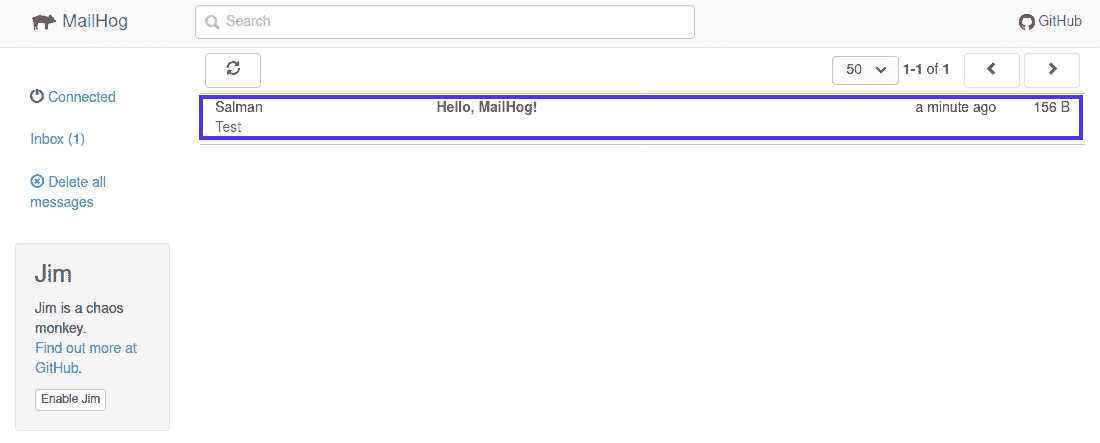 MailHog
Search
GitHub
50
1-1 of 1
Connected
Inbox (1)
Delete all
messages
Salman
Hello, MailHog!
a minute ago
156 B
Test
Jim
Jim is a chaos
monkey.
Find out more at
GitHub.
Enable Jim